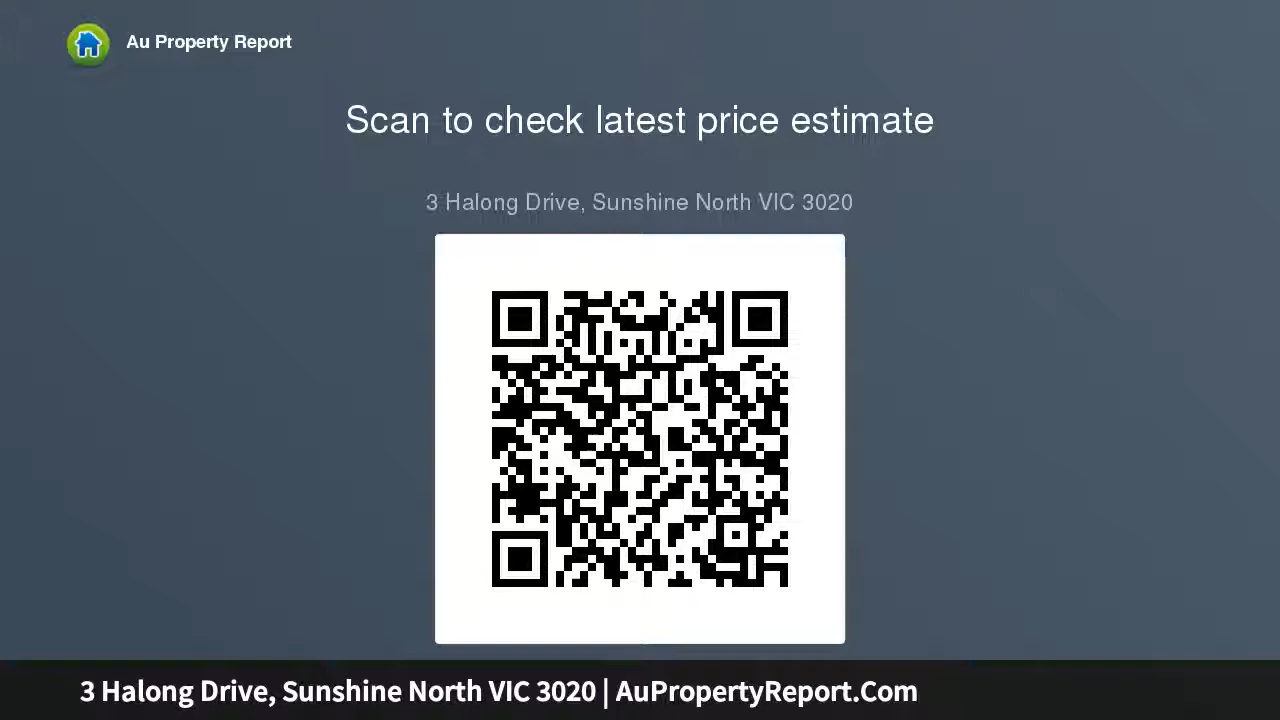 Au Property Report
Scan to check latest price estimate
3 Halong Drive, Sunshine North VIC 3020
3 Halong Drive, Sunshine North VIC 3020 | AuPropertyReport.Com